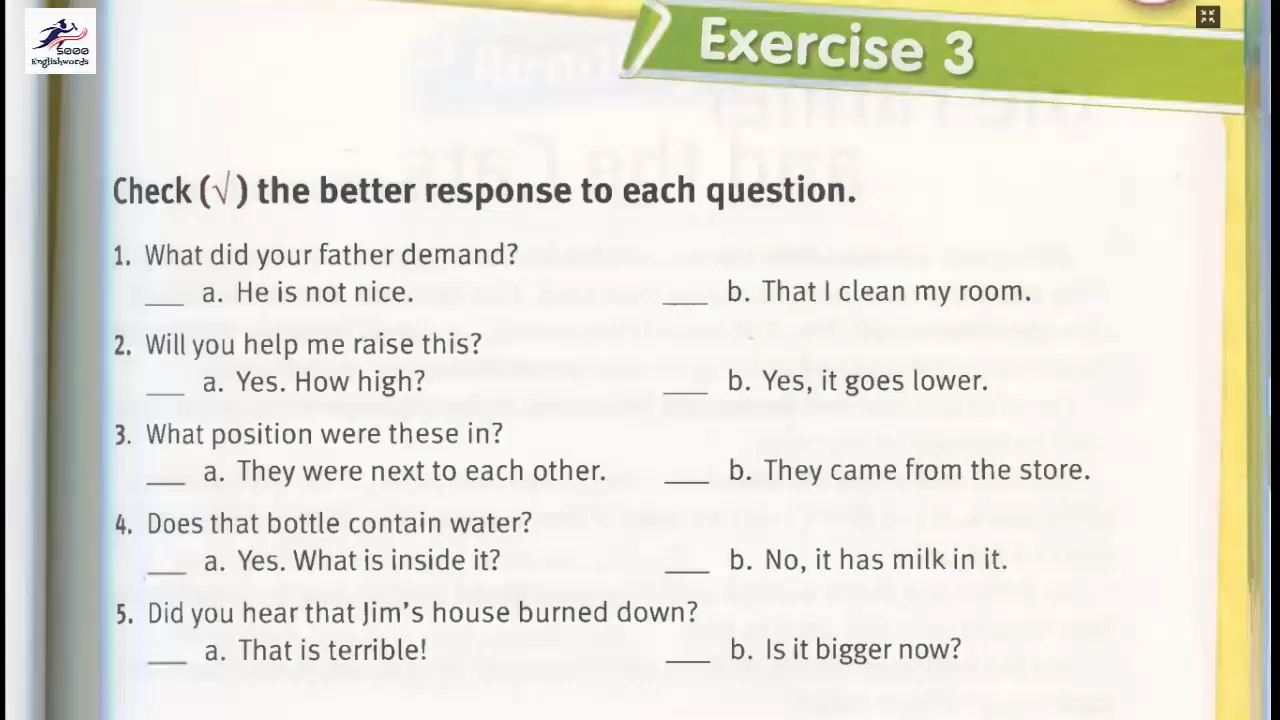 5000
Englishwords
Exercise 3
Check (√) the better response to each question.
1. What did your father demand?
___ a. He is not nice. ___ b. That I clean my room.
2. Will you help me raise this?
___ a. Yes. How high? ___ b. Yes, it goes lower.
3. What position were these in?
___ a. They were next to each other. ___ b. They came from the store.
4. Does that bottle contain water?
___ a. Yes. What is inside it? ___ b. No, it has milk in it.
5. Did you hear that Jim's house burned down?
___ a. That is terrible! ___ b. Is it bigger now?